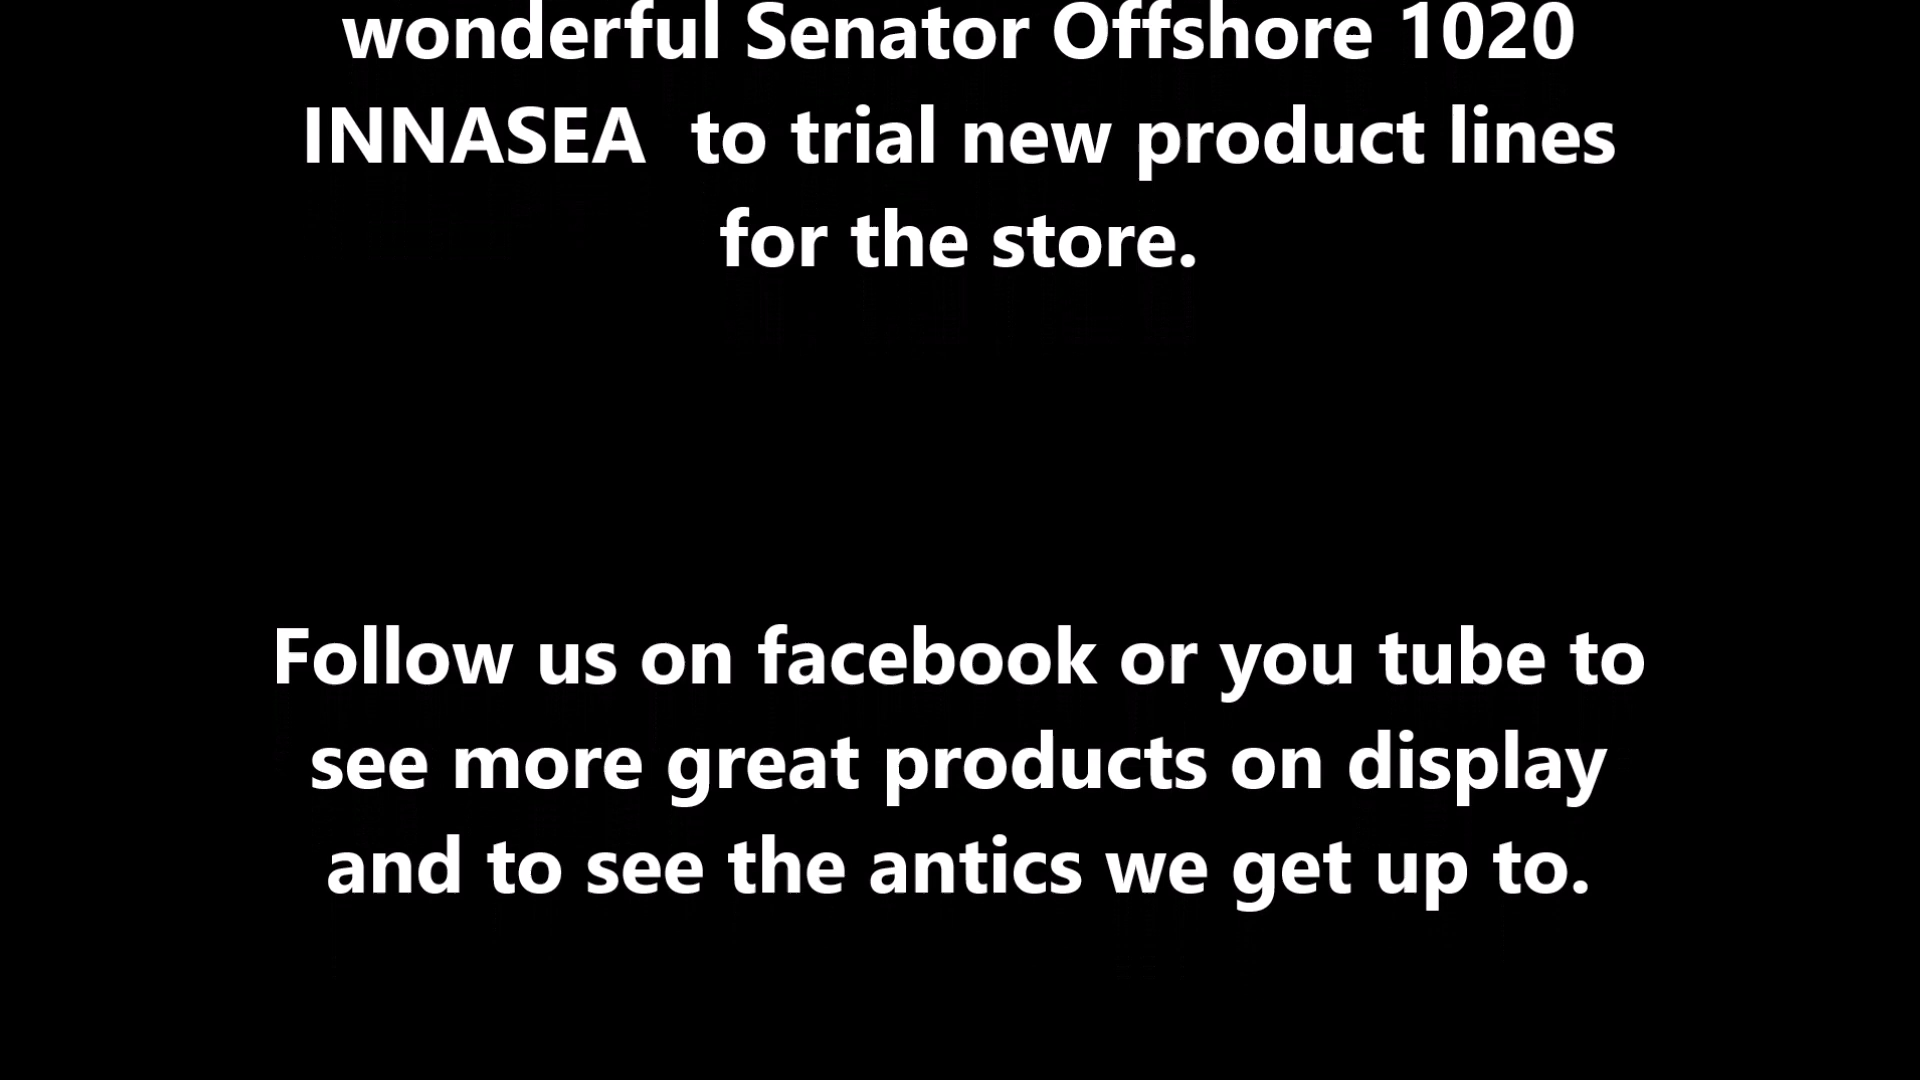 wonderful Senator Offshore 1020
INNASEA  to trial new product lines
for the store.
Follow us on facebook or you tube to
see more great products on display
and to see the antics we get up to.